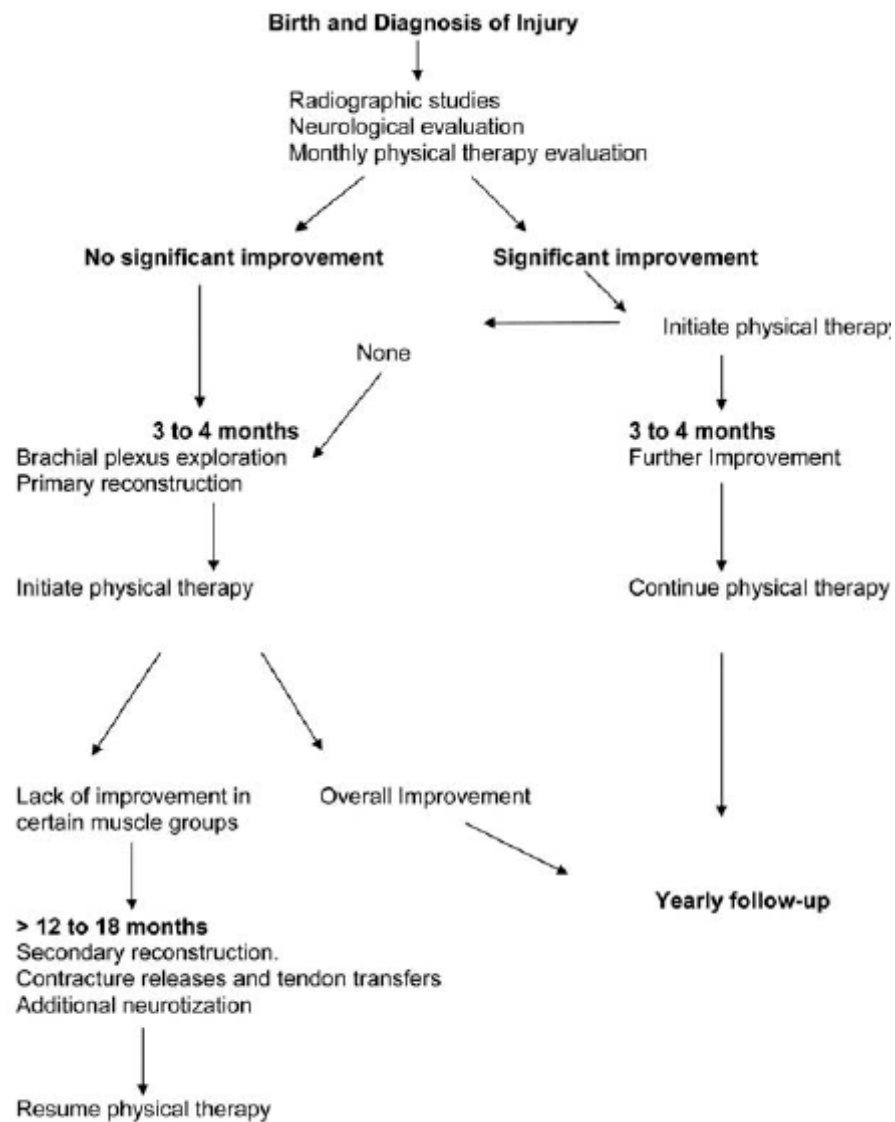 Birth and Diagnosis of Injury
Radiographic studies
Neurological evaluation
Monthly physical therapy evaluation
No significant improvement
Significant improvement
Initiate physical therapy
None
3 to 4 months
Brachial plexus exploration
Primary reconstruction
3 to 4 months
Further Improvement
Initiate physical therapy
Continue physical therapy
Lack of improvement in
certain muscle groups
Overall Improvement
Yearly follow-up
> 12 to 18 months
Secondary reconstruction.
Contracture releases and tendon transfers
Additional neurotization
Resume physical therapy